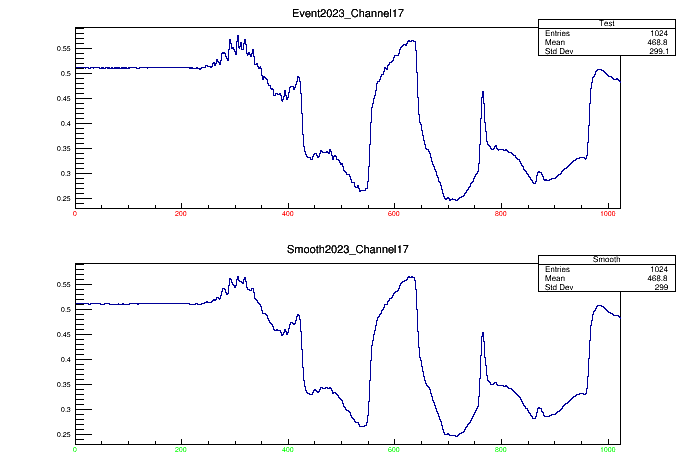 Event2023_Channel17
Test
Entries 1024
Mean 468.8
Std Dev 299.1
0.55
0.5
0.45
0.4
0.35
0.3
0.25
0 200 400 600 800 1000
Smooth2023_Channel17
Smooth
Entries 1024
Mean 468.8
Std Dev 299
0.55
0.5
0.45
0.4
0.35
0.3
0.25
0 200 400 600 800 1000